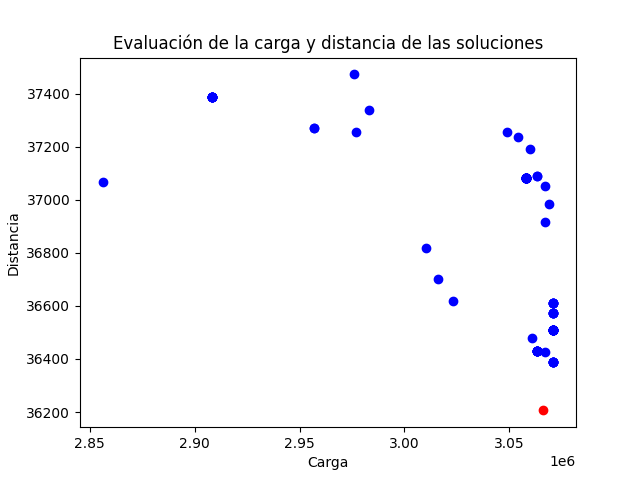 Evaluación de la carga y distancia de las soluciones
37400
37200
37000
36800
36600
36400
36200
Distancia
2.85 2.90 2.95 3.00 3.05
1e6
Carga